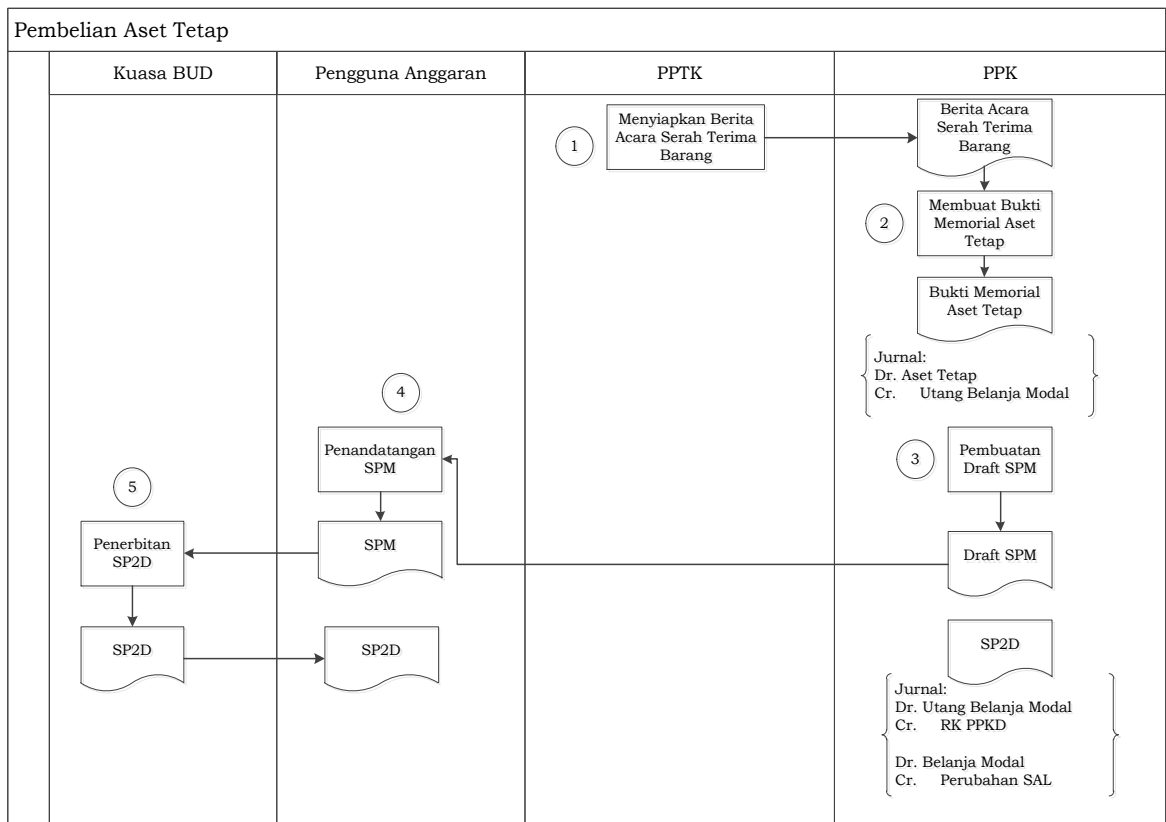 Pembelian Aset Tetap
Kuasa BUD
Pengguna Anggaran
PPTK
PPK
1
Menyiapkan Berita
Acara Serah Terima
Barang
Berita Acara
Serah Terima
Barang
2
Membuat Bukti
Memorial Aset
Tetap
Bukti Memorial
Aset Tetap
Jurnal:
Dr. Aset Tetap
Cr. Utang Belanja Modal
3
Pembuatan
Draft SPM
Draft SPM
4
Penandatangan
SPM
SPM
5
Penerbitan
SP2D
SP2D
SP2D
SP2D
Jurnal:
Dr. Utang Belanja Modal
Cr. RK PPKD
Dr. Belanja Modal
Cr. Perubahan SAL